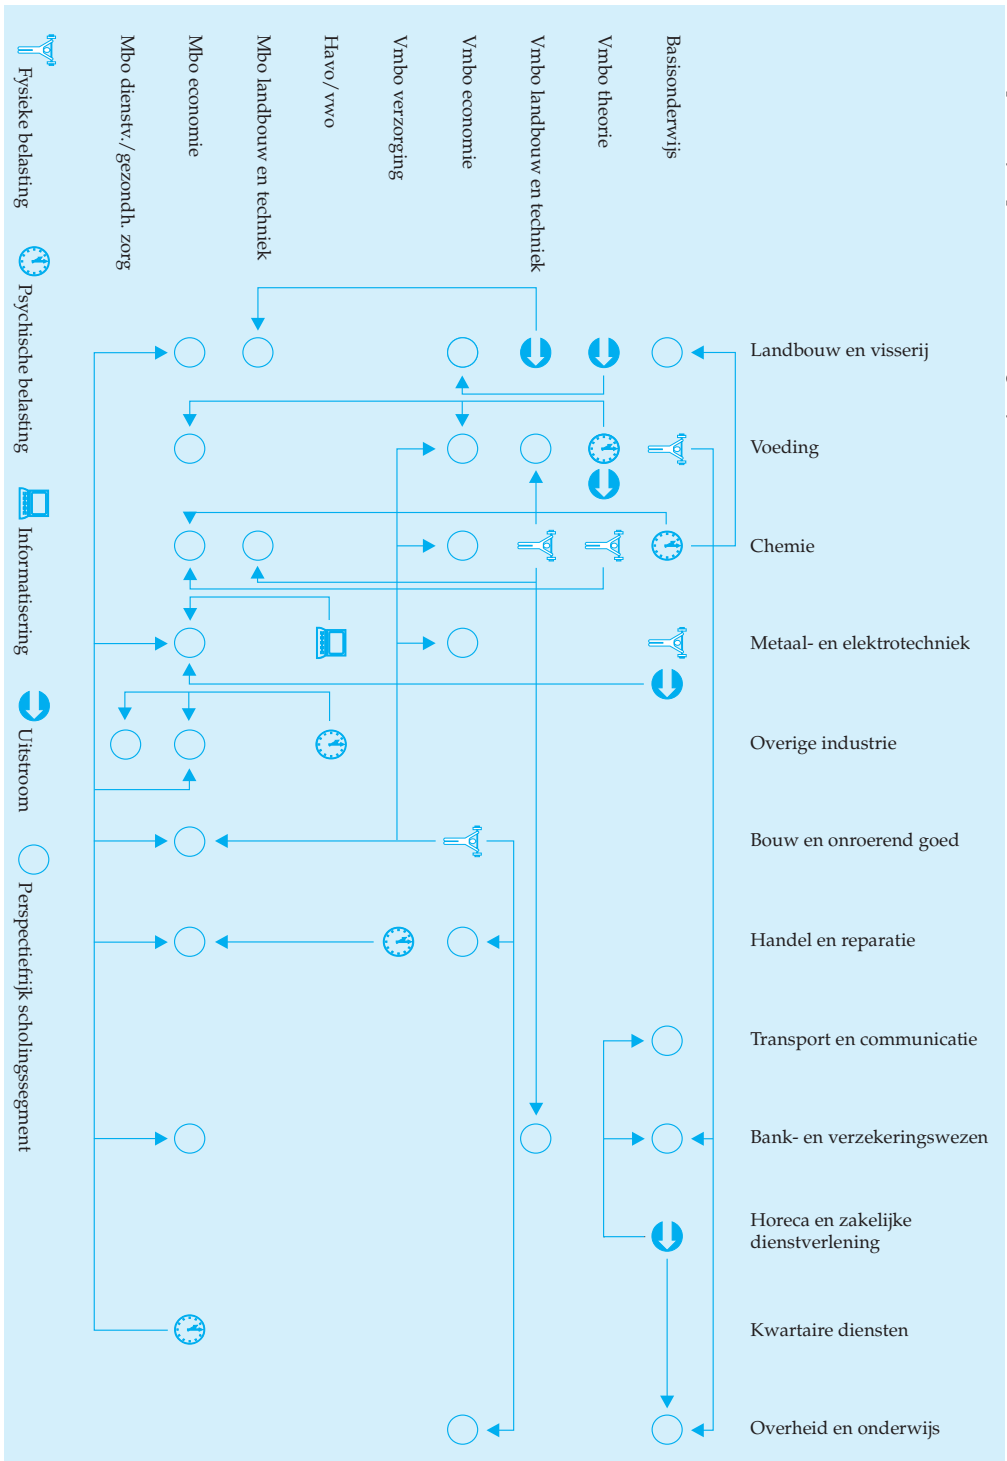 Basisonderwijs
Vmbo theorie
Vmbo landbouw en techniek
Vmbo economie
Vmbo verzorging
Havo/vwo
Mbo landbouw en techniek
Mbo economie
Mbo dienstv./gezondh. zorg
Landbouw en visserij
Voeding
Chemie
Metaal- en elektrotechniek
Overige industrie
Bouw en onroerend goed
Handel en reparatie
Transport en communicatie
Bank- en verzekeringswezen
Horeca en zakelijke
dienstverlening
Kwartaire diensten
Overheid en onderwijs
Fysieke belasting
Psychische belasting
Informatisering
Uitstroom
Perspectiefrijk scholingssegment